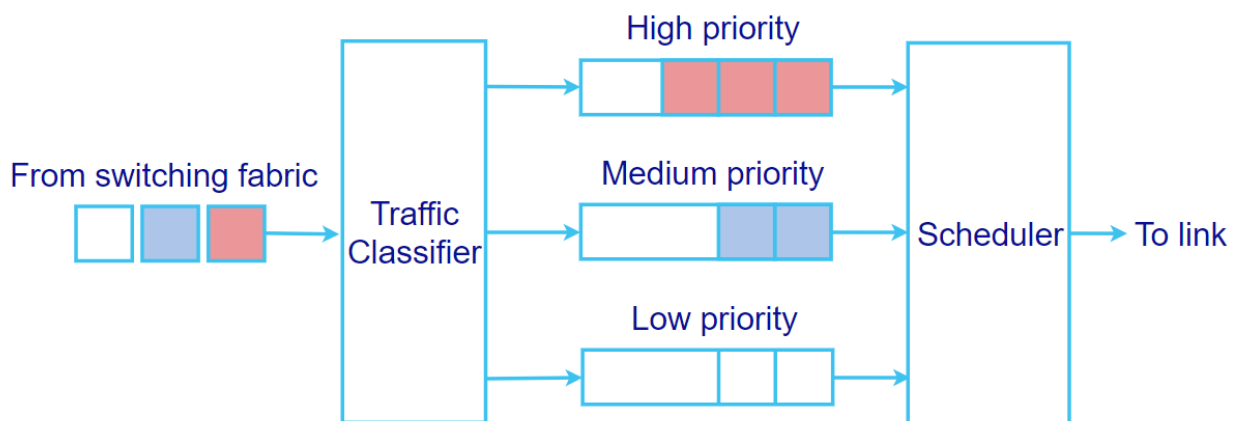 High priority
From switching fabric
Medium priority
Traffic
Classifier
Scheduler
To link
Low priority